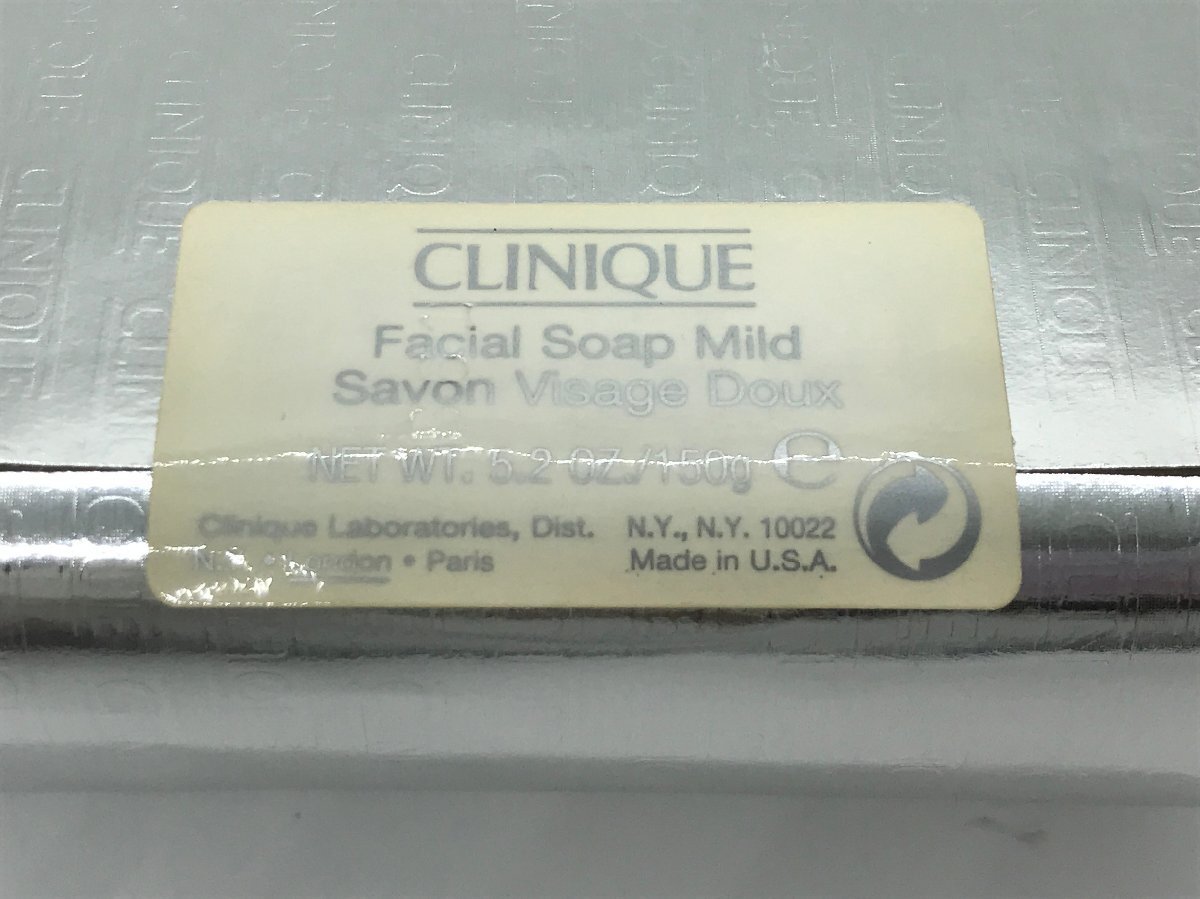 CLINIQUE
Facial Soap Mild
Savon Visage Doux
NET WT. 5.2 OZ./150g ℮
Clinique Laboratories, Dist. N.Y., N.Y. 10022
London • Paris Made in U.S.A.